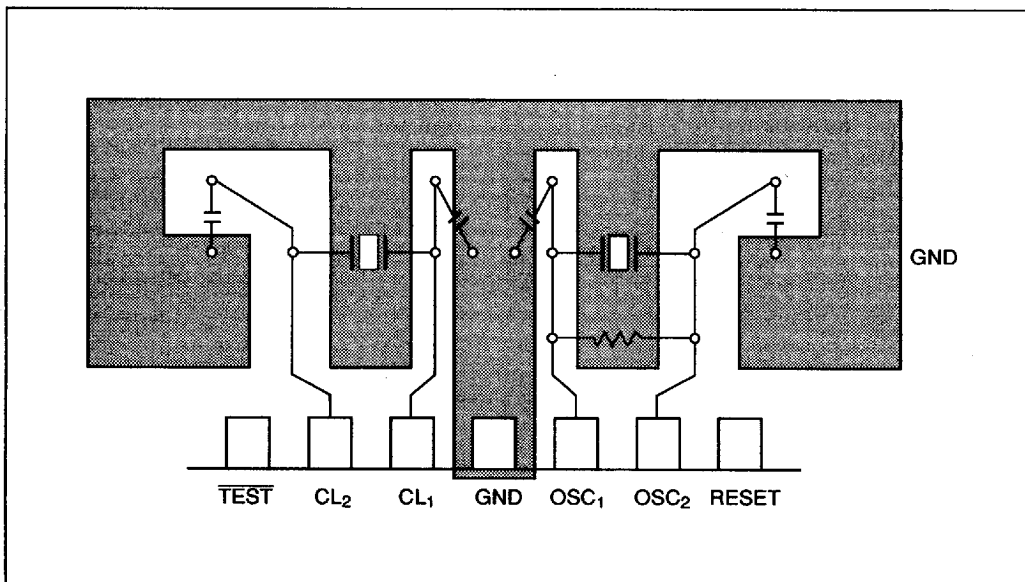 GND
TEST CL₂ CL₁ GND OSC₁ OSC₂ RESET